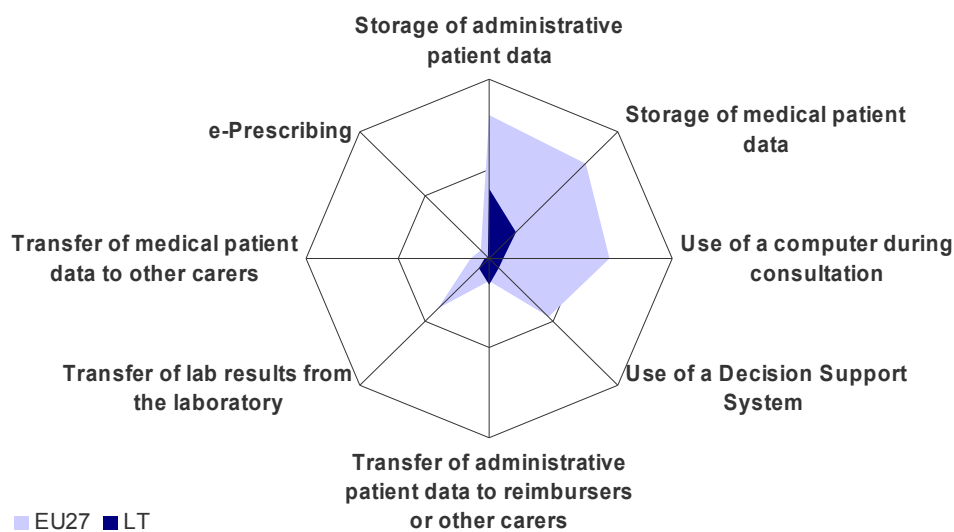 Storage of administrative
patient data
Storage of medical patient
data
e-Prescribing
Use of a computer during
consultation
Transfer of medical patient
data to other carers
Use of a Decision Support
System
Transfer of lab results from
the laboratory
Transfer of administrative
patient data to reimbursers
or other carers
EU27 LT